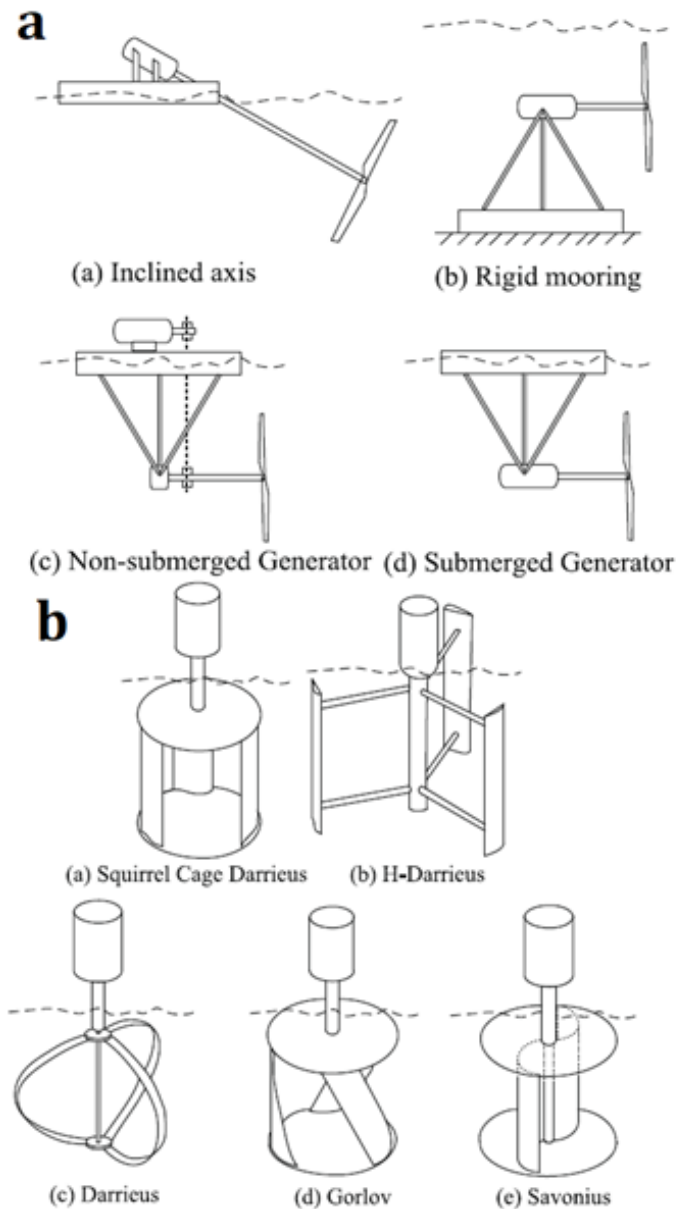 a
(a) Inclined axis
(b) Rigid mooring
(c) Non-submerged Generator
(d) Submerged Generator
b
(a) Squirrel Cage Darrieus
(b) H-Darrieus
(c) Darrieus
(d) Gorlov
(e) Savonius